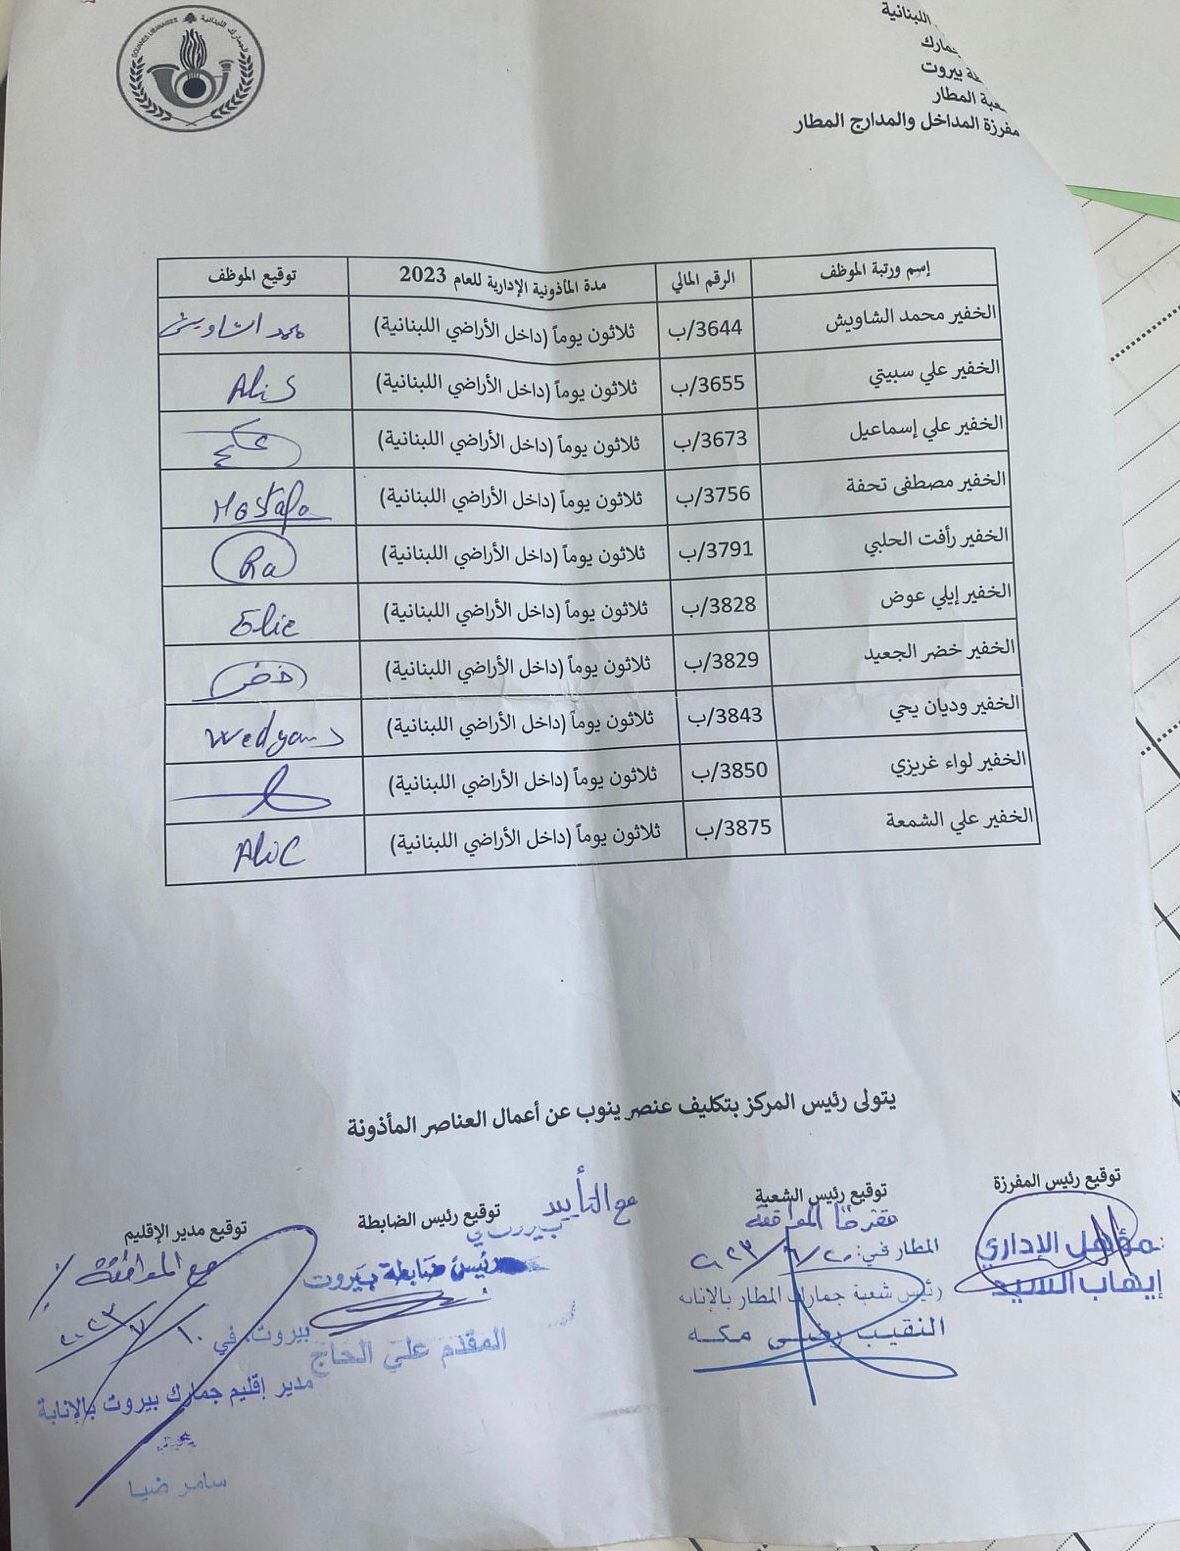 DOUANES LIBANAISES الجمارك اللبنانية
اللبنانية
جمارك
بيروت
شعبة المطار
مفرزة المداخل والمدارج المطار
إسم ورتبة الموظف الرقم المالي مدة المأذونية الإدارية للعام 2023 توقيع الموظف
الخفير محمد الشاويش 3644/ب ثلاثون يوماً (داخل الأراضي اللبنانية) محمد الشاويش
الخفير علي سبيتي 3655/ب ثلاثون يوماً (داخل الأراضي اللبنانية) Ali S
الخفير علي إسماعيل 3673/ب ثلاثون يوماً (داخل الأراضي اللبنانية)
الخفير مصطفى تحفة 3756/ب ثلاثون يوماً (داخل الأراضي اللبنانية) Mostafa
الخفير رأفت الحلبي 3791/ب ثلاثون يوماً (داخل الأراضي اللبنانية) Ra
الخفير إيلي عوض 3828/ب ثلاثون يوماً (داخل الأراضي اللبنانية) Elie
الخفير خضر الجعيد 3829/ب ثلاثون يوماً (داخل الأراضي اللبنانية) خضر
الخفير وديان يحي 3843/ب ثلاثون يوماً (داخل الأراضي اللبنانية) Wedyan
الخفير لواء غريزي 3850/ب ثلاثون يوماً (داخل الأراضي اللبنانية)
الخفير علي الشمعة 3875/ب ثلاثون يوماً (داخل الأراضي اللبنانية) Ali C
يتولى رئيس المركز بتكليف عنصر ينوب عن أعمال العناصر المأذونة
توقيع رئيس المفرزة
مؤهل الإداري
إيهاب السيد
توقيع رئيس الشعبة
مقترحاً الموافقة
المطار في: ٢٠/٦/٢٠٢٣
رئيس شعبة جمارك المطار بالإنابة
النقيب رضى مكه
مع التأييد
توقيع رئيس الضابطة
بيروت في
رئيس ضابطة بيروت
المقدم علي الحاج
توقيع مدير الإقليم
مع الموافقة
بيروت، في ١٠/٧/٢٠٢٣
مدير إقليم جمارك بيروت بالإنابة
سامر ضيا